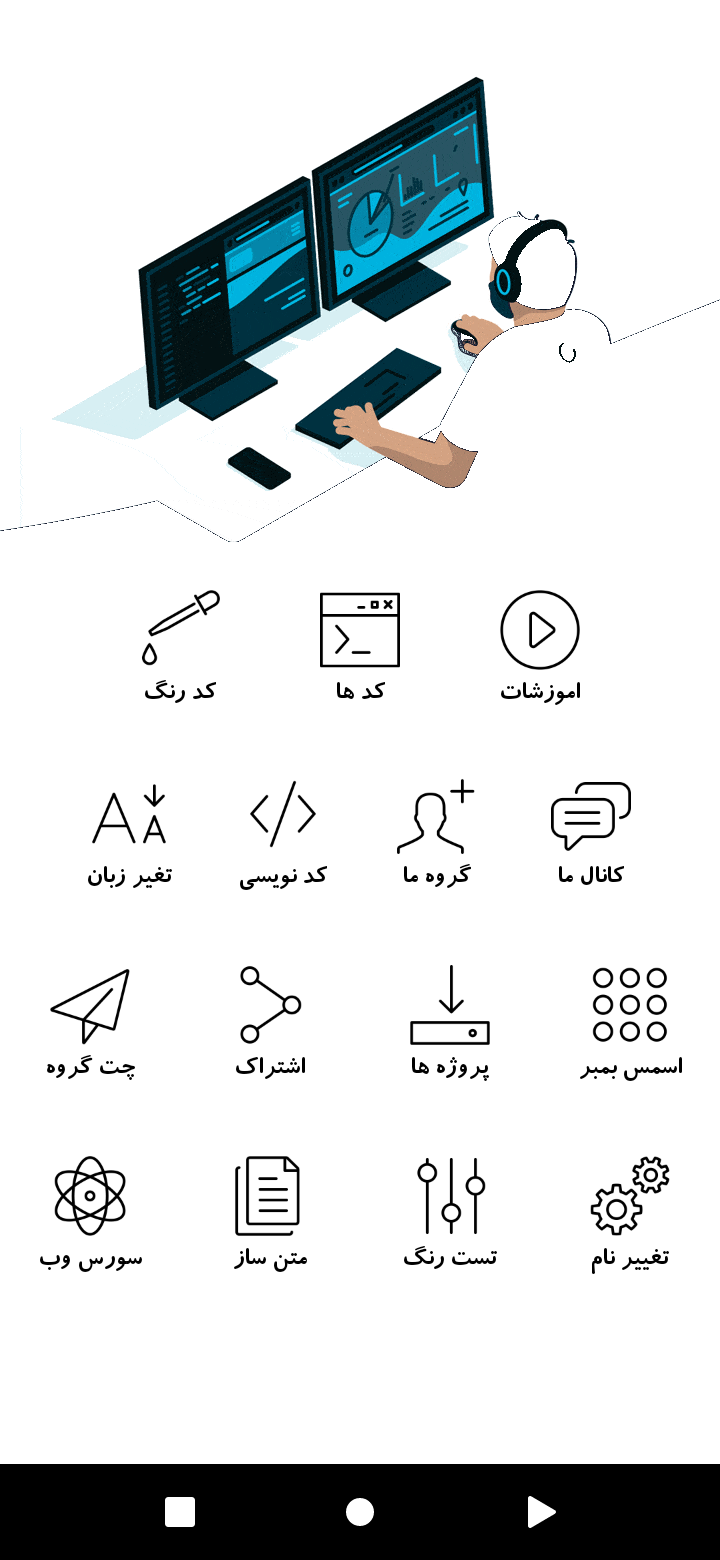 اموزشات کد ها کد رنگ
کانال ما گروه ما کد نویسی تغیر زبان
اسمس بمبر پروژه ها اشتراک چت گروه
تغییر نام تست رنگ متن ساز سورس وب